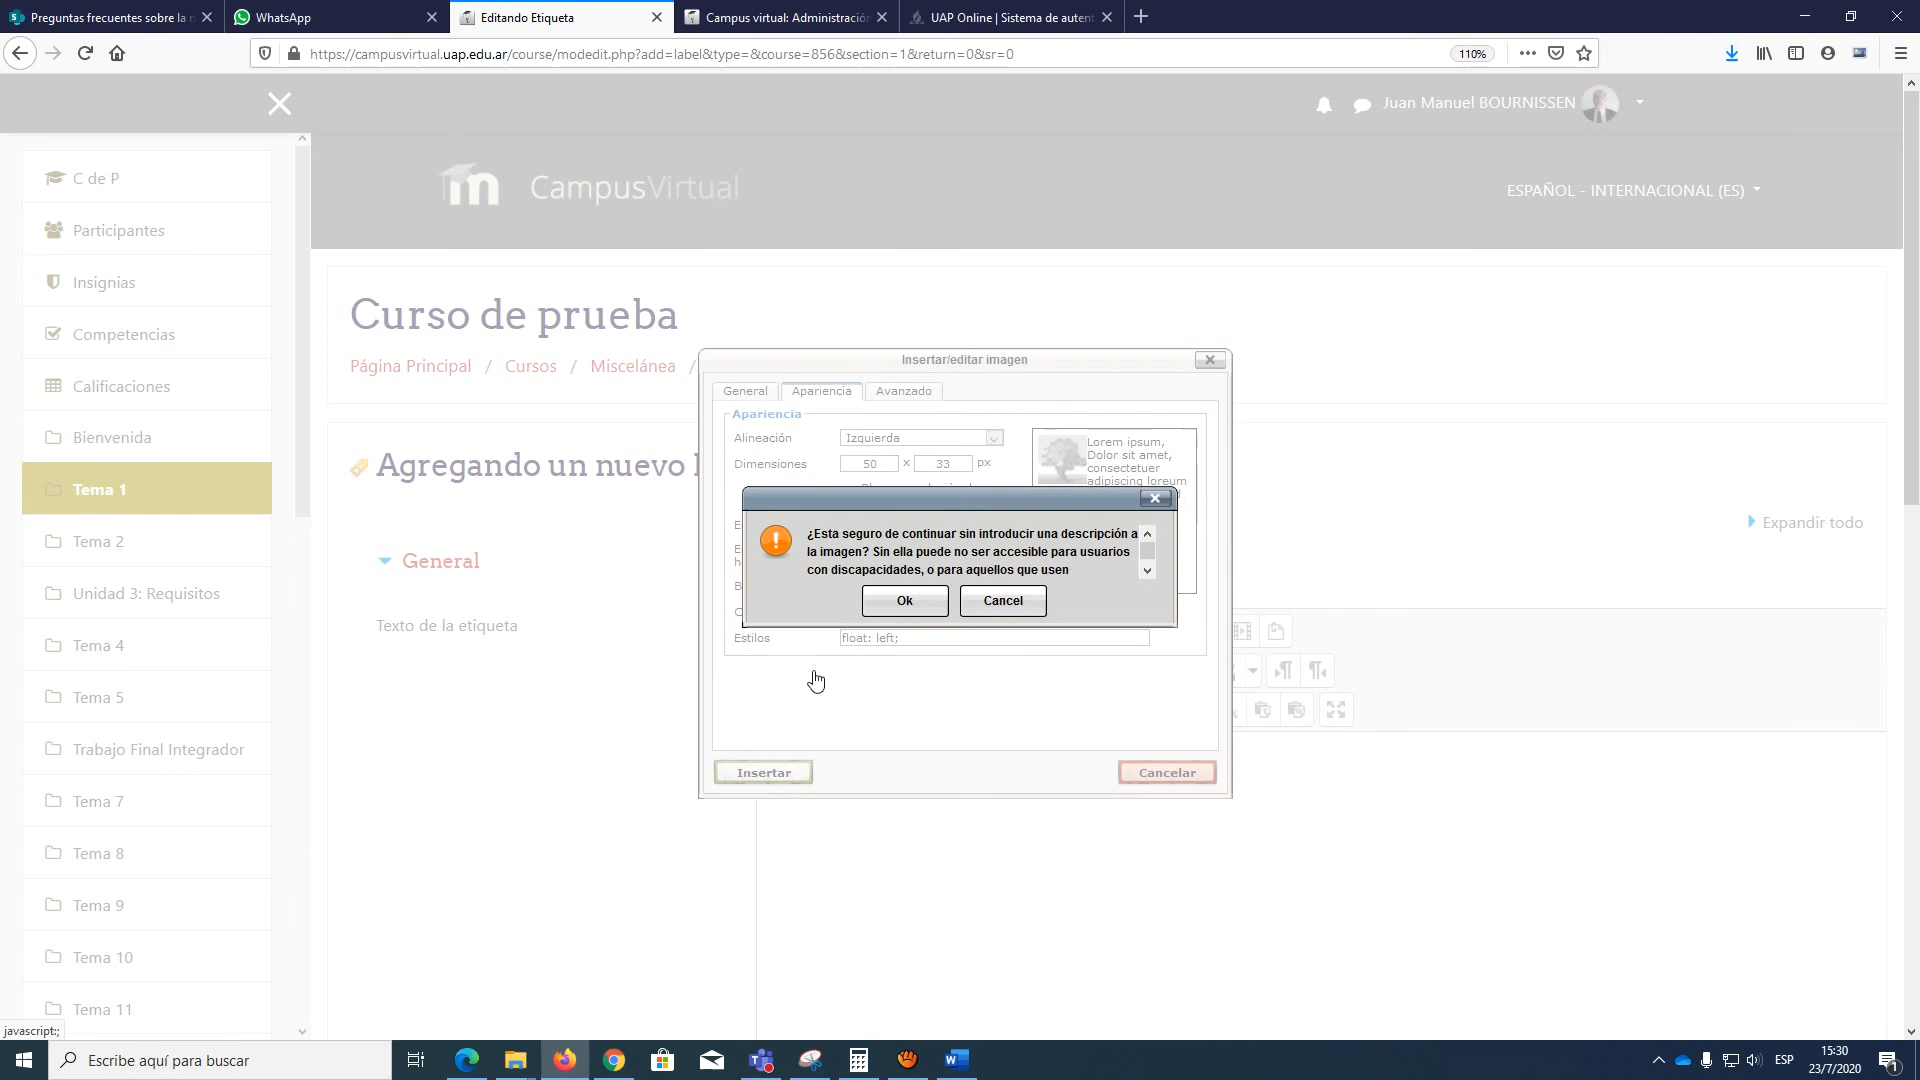 Preguntas frecuentes sobre la n
WhatsApp
Editando Etiqueta
Campus virtual: Administración
UAP Online | Sistema de autent
https://campusvirtual.uap.edu.ar/course/modedit.php?add=label&type=&course=856&section=1&return=0&sr=0
110%
Juan Manuel BOURNISSEN
CampusVirtual
ESPAÑOL - INTERNACIONAL (ES)
C de P
Participantes
Insignias
Competencias
Calificaciones
Bienvenida
Tema 1
Tema 2
Unidad 3: Requisitos
Tema 4
Tema 5
Trabajo Final Integrador
Tema 7
Tema 8
Tema 9
Tema 10
Tema 11
javascript:;
Curso de prueba
Página Principal / Cursos / Miscelánea /
Agregando un nuevo
Expandir todo
General
Texto de la etiqueta
Insertar/editar imagen
General
Apariencia
Avanzado
Apariencia
Alineación
Izquierda
Dimensiones
50 x 33 px
Lorem ipsum,
Dolor sit amet,
consectetuer
adipiscing loreum
¿Esta seguro de continuar sin introducir una descripción a
la imagen? Sin ella puede no ser accesible para usuarios
con discapacidades, o para aquellos que usen
Ok
Cancel
Estilos
float: left;
Insertar
Cancelar
Escribe aquí para buscar
ESP
15:30
23/7/2020
1